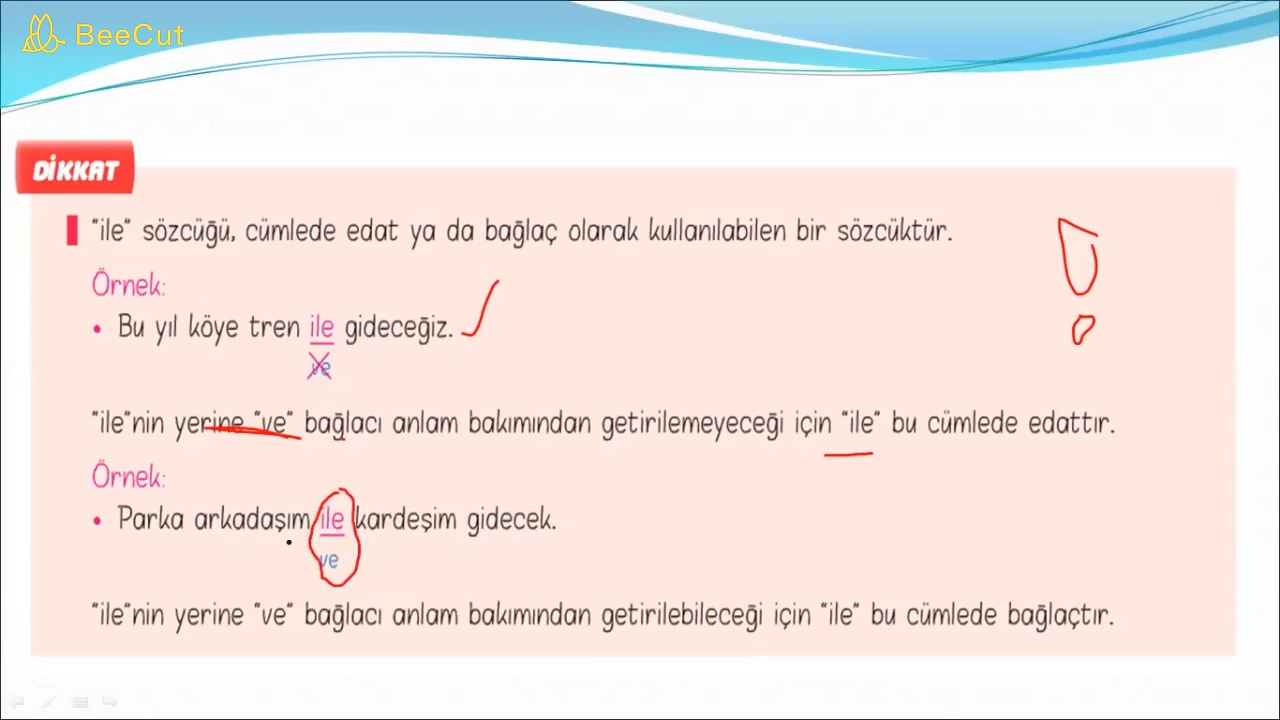 BeeCut
DİKKAT
"ile" sözcüğü, cümlede edat ya da bağlaç olarak kullanılabilen bir sözcüktür.
Örnek:
• Bu yıl köye tren ile gideceğiz.
ve
"ile"nin yerine "ve" bağlacı anlam bakımından getirilemeyeceği için "ile" bu cümlede edattır.
Örnek:
• Parka arkadaşım ile kardeşim gidecek.
ve
"ile"nin yerine "ve" bağlacı anlam bakımından getirilebileceği için "ile" bu cümlede bağlaçtır.